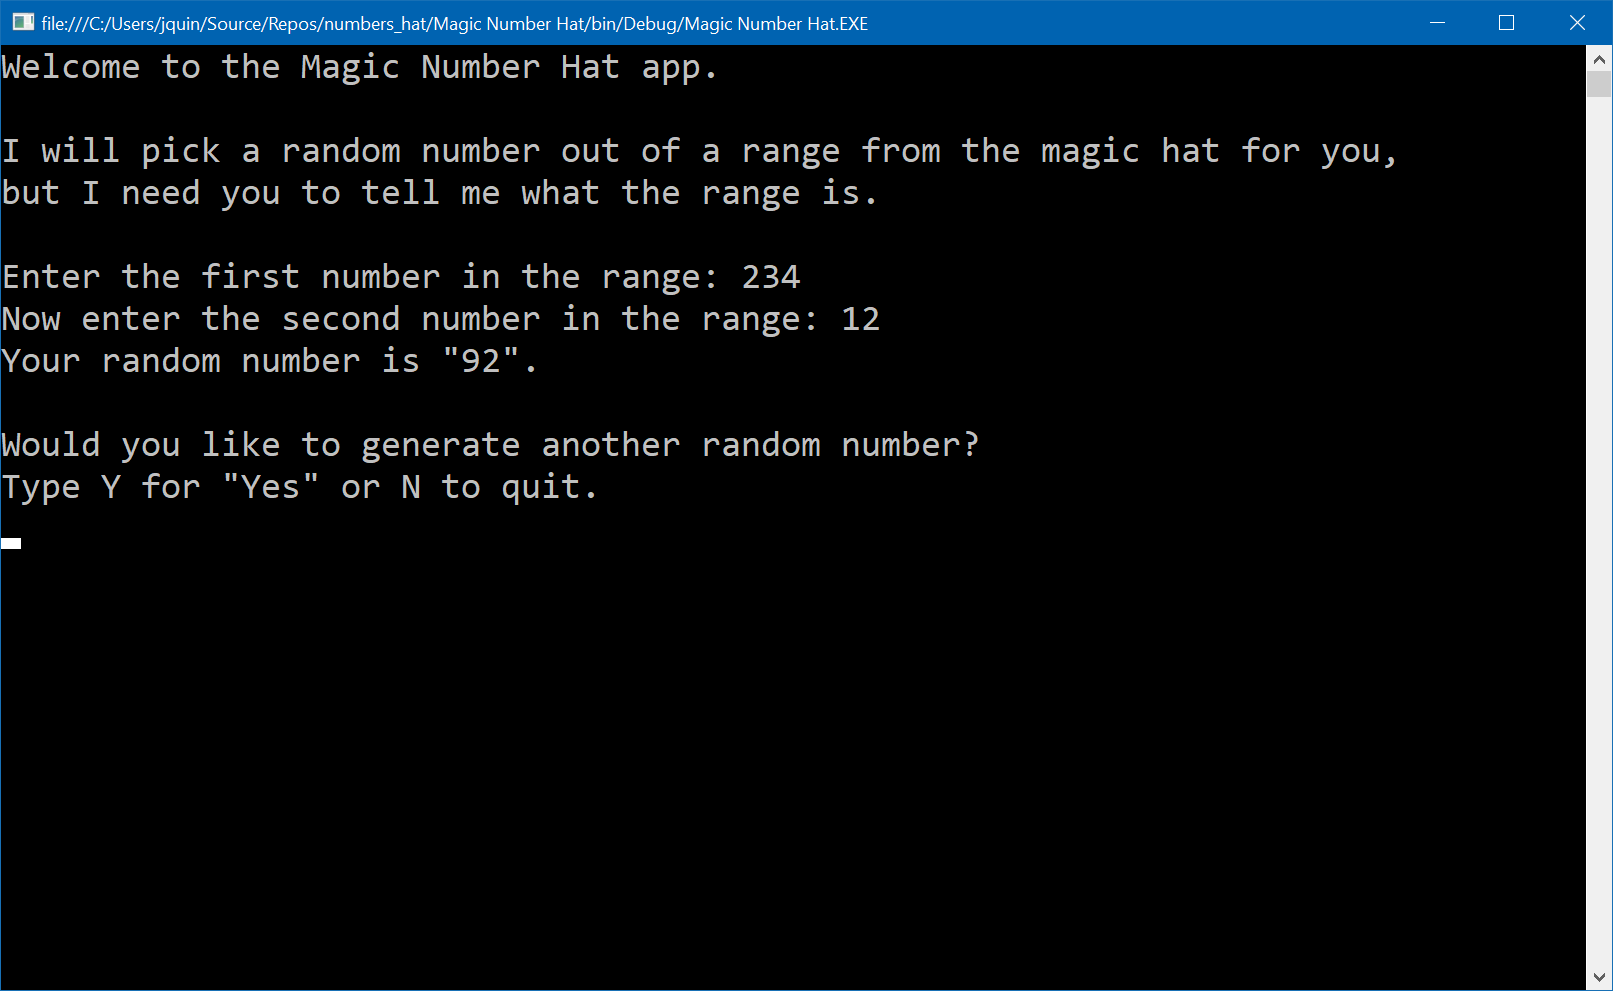 file:///C:/Users/jquin/Source/Repos/numbers_hat/Magic Number Hat/bin/Debug/Magic Number Hat.EXE
Welcome to the Magic Number Hat app.
I will pick a random number out of a range from the magic hat for you,
but I need you to tell me what the range is.
Enter the first number in the range: 234
Now enter the second number in the range: 12
Your random number is "92".
Would you like to generate another random number?
Type Y for "Yes" or N to quit.